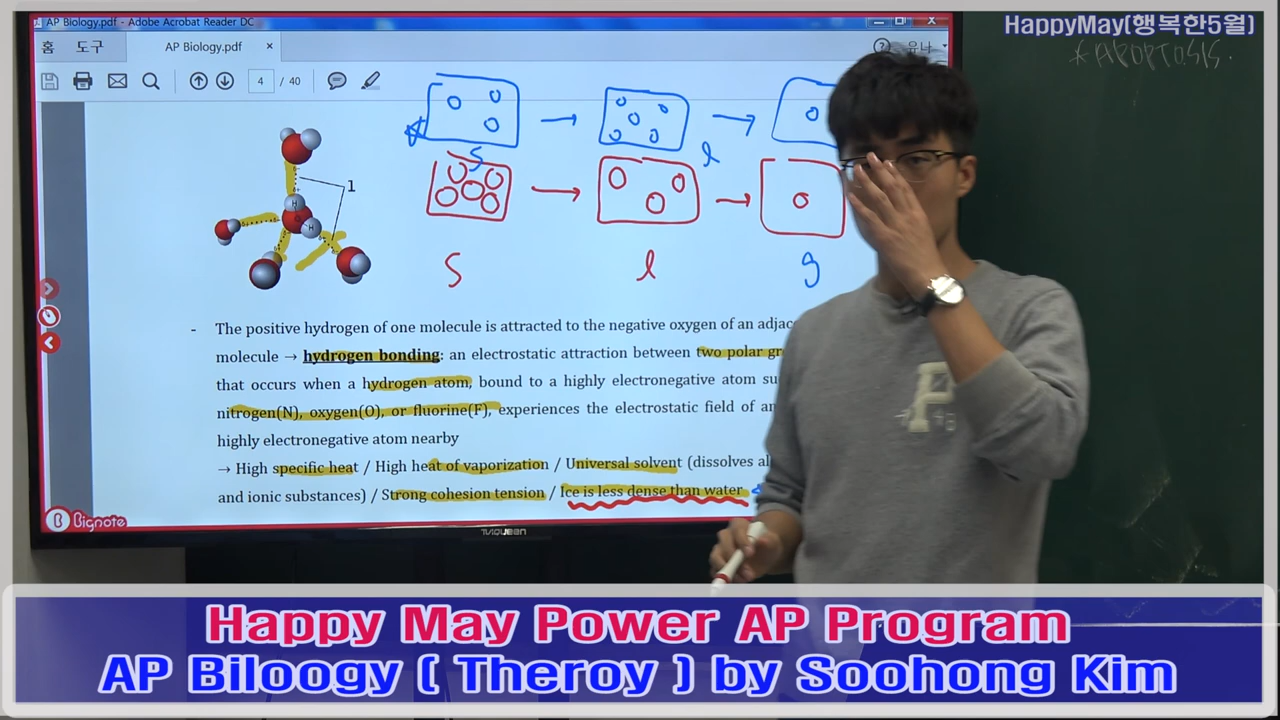 AP Biology.pdf - Adobe Acrobat Reader DC
HappyMay(행복한5월)
*APOPTOSIS.
홈 도구 AP Biology.pdf × ? 유나
4 / 40
s l
1
H
H
s l g
- The positive hydrogen of one molecule is attracted to the negative oxygen of an
molecule → hydrogen bonding: an electrostatic attraction between two polar
that occurs when a hydrogen atom, bound to a highly electronegative atom
nitrogen(N), oxygen(O), or fluorine(F), experiences the electrostatic field of
highly electronegative atom nearby
→ High specific heat / High heat of vaporization / Universal solvent (dissolves
and ionic substances) / Strong cohesion tension / Ice is less dense than water
Bignote
P
Happy May Power AP Program
AP Biloogy ( Theroy ) by Soohong Kim